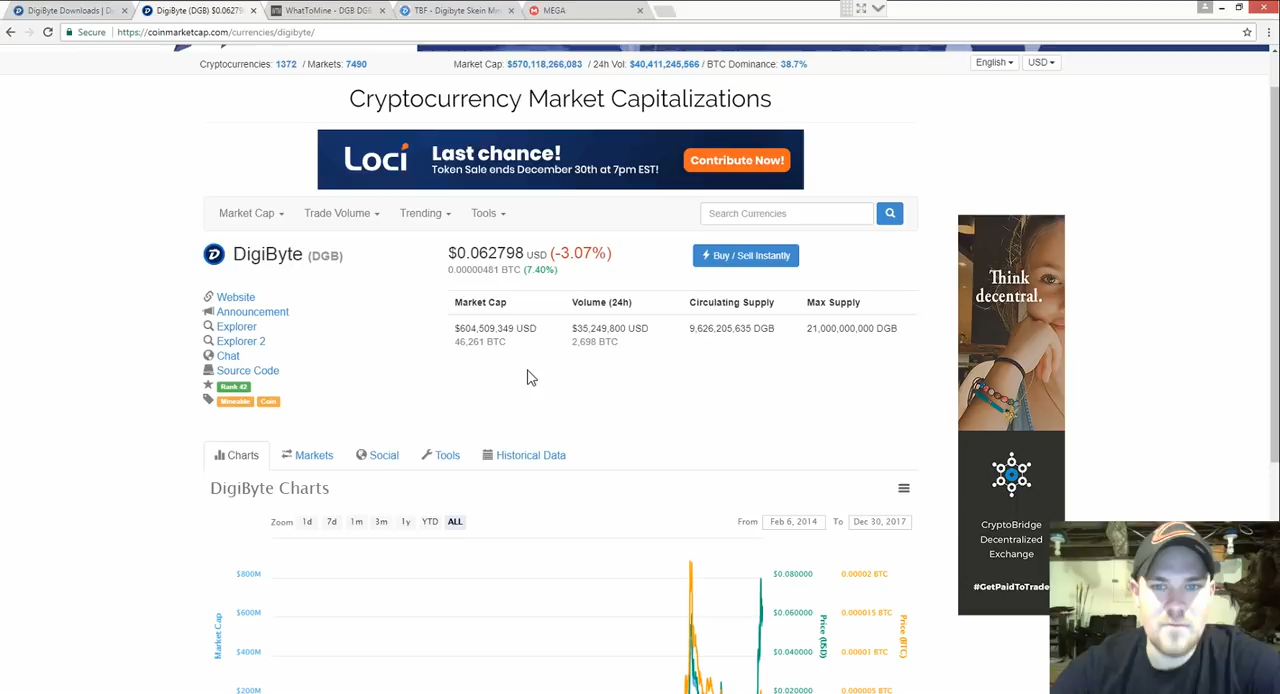 DigiByte Downloads | D
DigiByte (DGB) $0.06279
WhatToMine - DGB DGB
TBF - Digibyte Skein M
MEGA
Secure
https://coinmarketcap.com/currencies/digibyte/
Cryptocurrencies: 1372 / Markets: 7490
Market Cap: $570,118,266,083 / 24h Vol: $40,411,245,566 / BTC Dominance: 38.7%
English
USD
Cryptocurrency Market Capitalizations
Loci
Last chance!
Token Sale ends December 30th at 7pm EST!
Contribute Now!
Market Cap
Trade Volume
Trending
Tools
Search Currencies
DigiByte (DGB)
$0.062798 USD (-3.07%)
0.00000481 BTC (7.40%)
Buy / Sell Instantly
Website
Announcement
Explorer
Explorer 2
Chat
Source Code
Rank 42
Mineable
Coin
Market Cap
Volume (24h)
Circulating Supply
Max Supply
$604,509,349 USD
$35,249,800 USD
9,626,205,635 DGB
21,000,000,000 DGB
46,261 BTC
2,698 BTC
Think
decentral.
CryptoBridge
Decentralized
Exchange
#GetPaidToTrade
Charts
Markets
Social
Tools
Historical Data
DigiByte Charts
Zoom
1d
7d
1m
3m
1y
YTD
ALL
From
Feb 6, 2014
To
Dec 30, 2017
$800M
$600M
$400M
$200M
Market Cap
$0.080000
$0.060000
$0.040000
$0.020000
Price (USD)
0.00002 BTC
0.000015 BTC
0.00001 BTC
0.000005 BTC
Price (BTC)